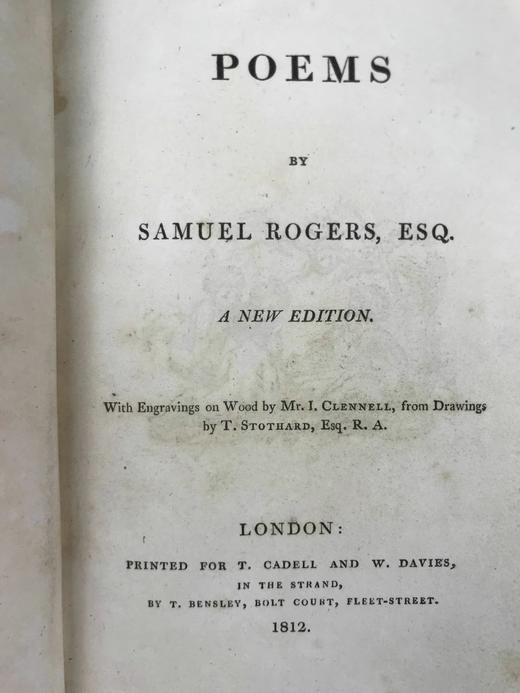 POEMS
BY
SAMUEL ROGERS, ESQ.
A NEW EDITION.
With Engravings on Wood by Mr. I. CLENNELL, from Drawings
by T. STOTHARD, Esq. R. A.
LONDON:
PRINTED FOR T. CADELL AND W. DAVIES,
IN THE STRAND,
BY T. BENSLEY, BOLT COURT, FLEET-STREET.
1812.